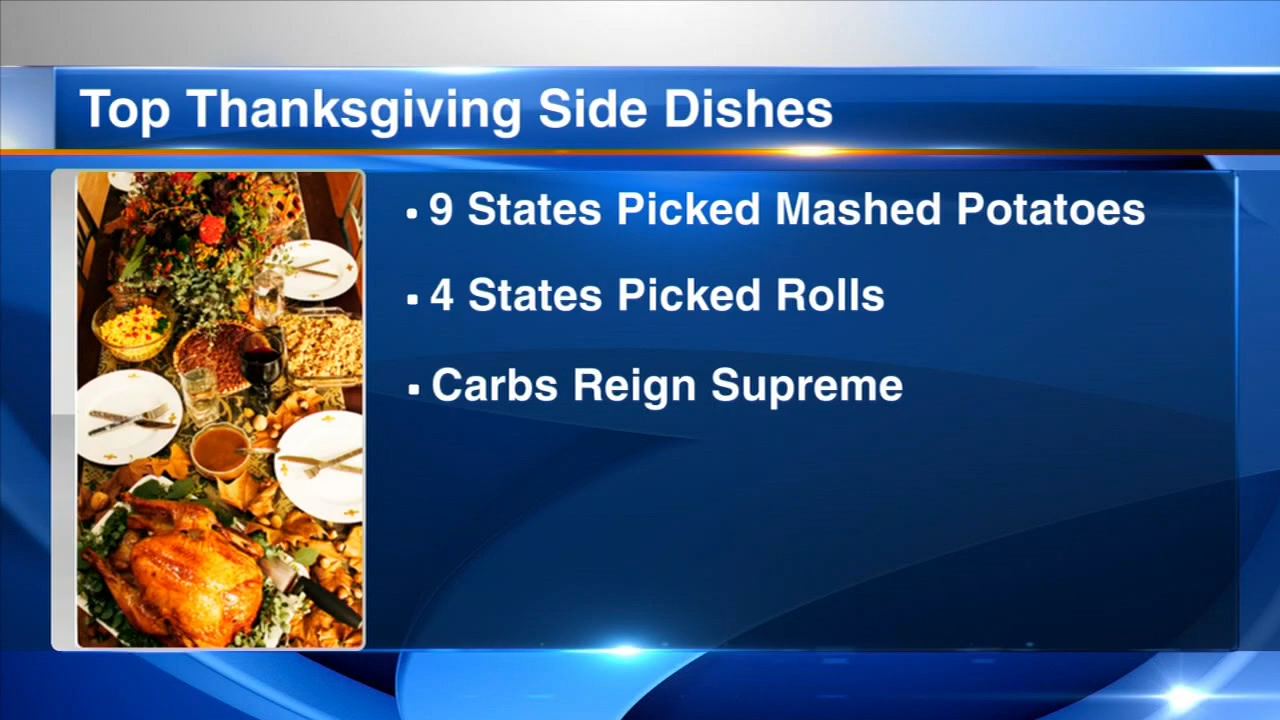 Top Thanksgiving Side Dishes
▪ 9 States Picked Mashed Potatoes
▪ 4 States Picked Rolls
▪ Carbs Reign Supreme